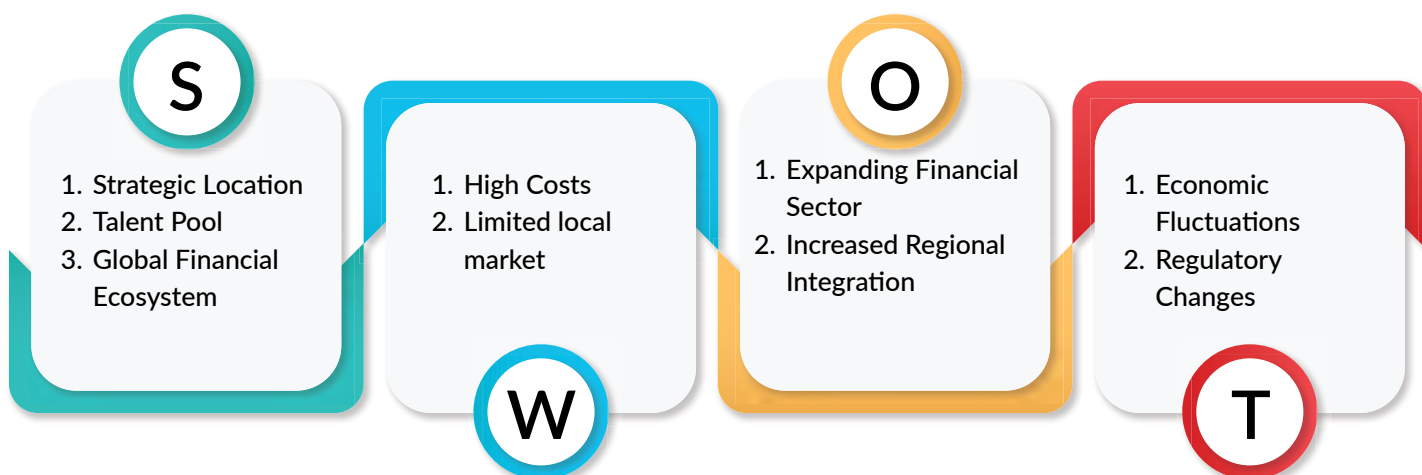 S
1. Strategic Location
2. Talent Pool
3. Global Financial
Ecosystem
W
1. High Costs
2. Limited local
market
O
1. Expanding Financial
Sector
2. Increased Regional
Integration
T
1. Economic
Fluctuations
2. Regulatory
Changes